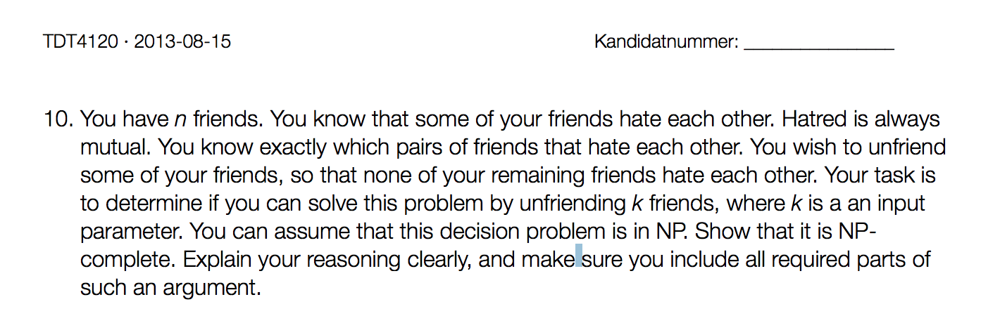 TDT4120 · 2013-08-15
Kandidatnummer: ________________
10. You have n friends. You know that some of your friends hate each other. Hatred is always
mutual. You know exactly which pairs of friends that hate each other. You wish to unfriend
some of your friends, so that none of your remaining friends hate each other. Your task is
to determine if you can solve this problem by unfriending k friends, where k is a an input
parameter. You can assume that this decision problem is in NP. Show that it is NP-
complete. Explain your reasoning clearly, and make sure you include all required parts of
such an argument.